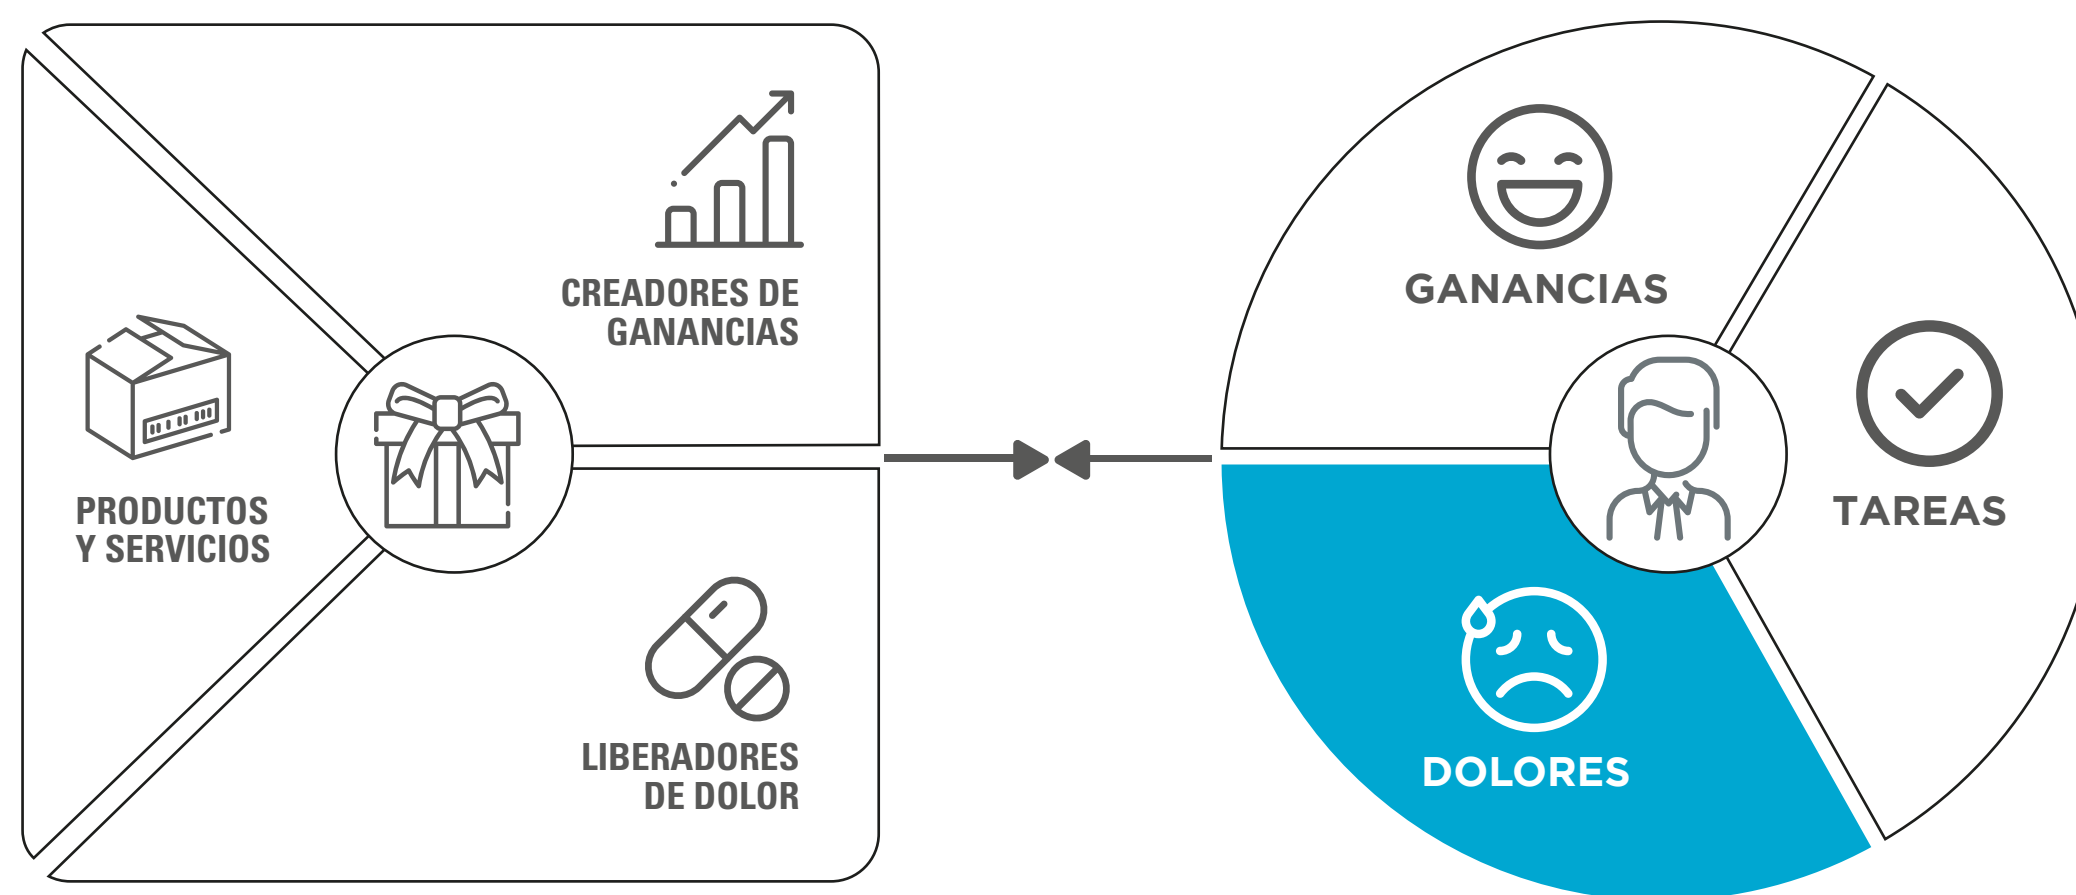 CREADORES DE
GANANCIAS
PRODUCTOS
Y SERVICIOS
LIBERADORES
DE DOLOR
GANANCIAS
TAREAS
DOLORES